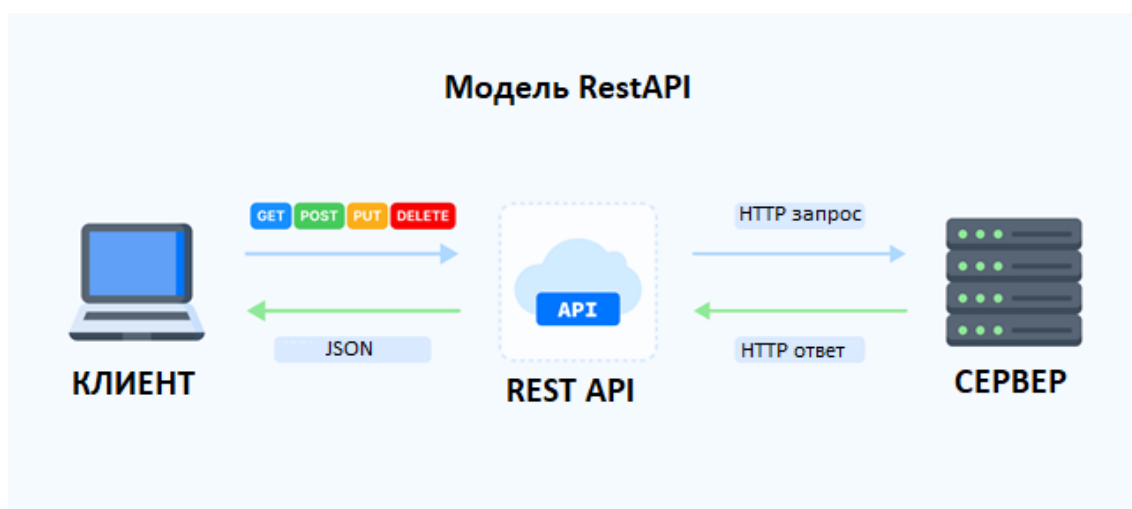 Модель RestAPI
GET POST PUT DELETE
HTTP запрос
API
JSON
HTTP ответ
КЛИЕНТ
REST API
СЕРВЕР